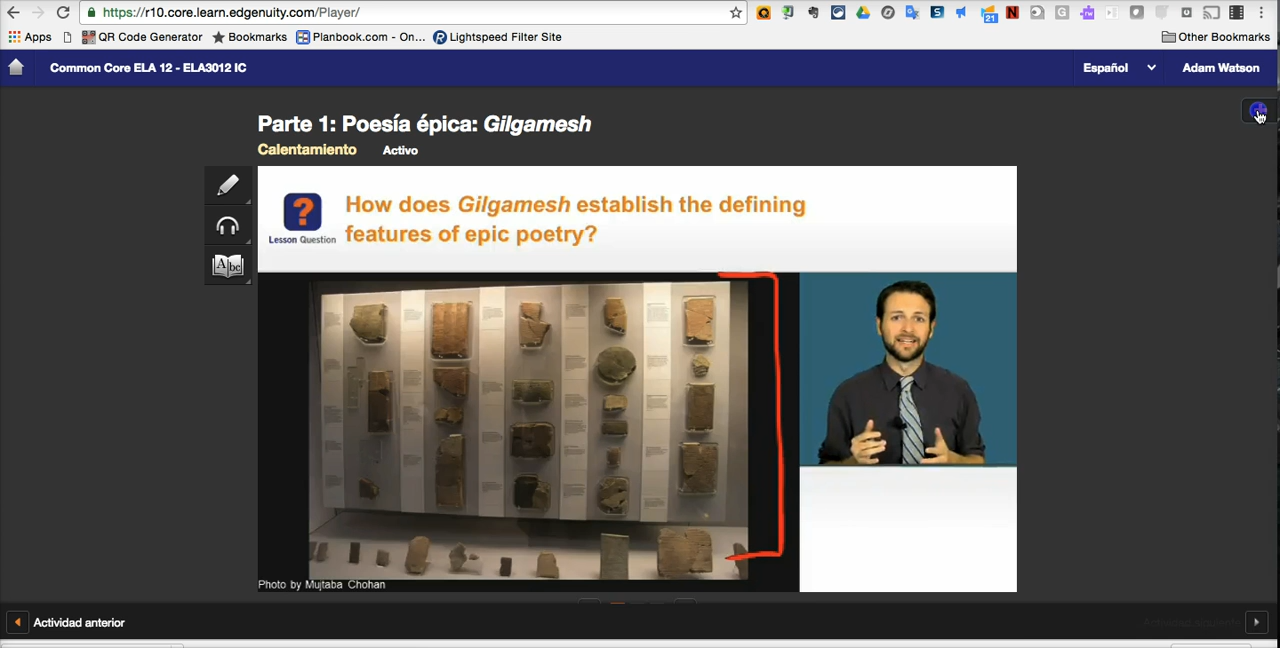 https://r10.core.learn.edgenuity.com/Player/
21
Apps
QR Code Generator
Bookmarks
Planbook.com - On...
Lightspeed Filter Site
Other Bookmarks
Common Core ELA 12 - ELA3012 IC
Español
Adam Watson
Parte 1: Poesía épica: Gilgamesh
Calentamiento
Activo
Lesson Question
How does Gilgamesh establish the defining
features of epic poetry?
Abc
Photo by Mujtaba Chohan
Actividad anterior